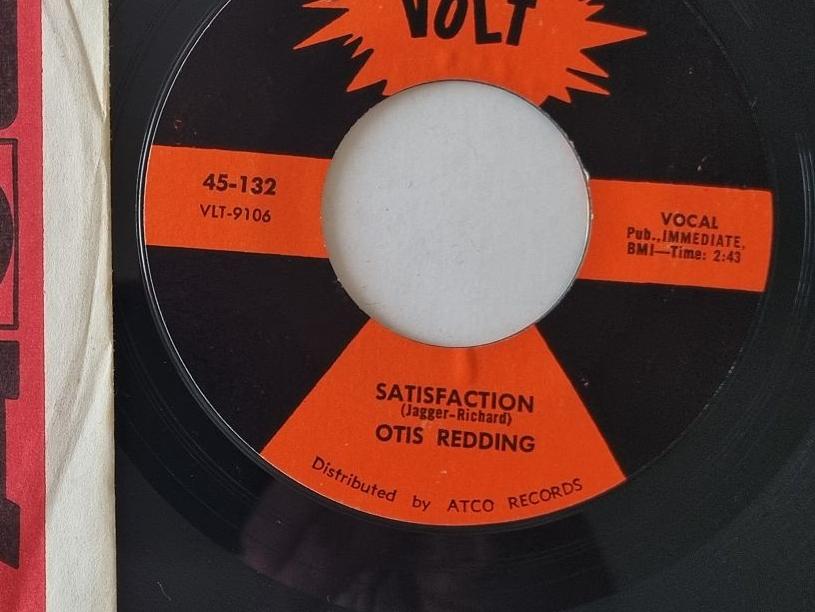 VOLT
45-132
VLT-9106
VOCAL
Pub.,IMMEDIATE,
BMI—Time: 2:43
SATISFACTION
(Jagger-Richard)
OTIS REDDING
Distributed by ATCO RECORDS